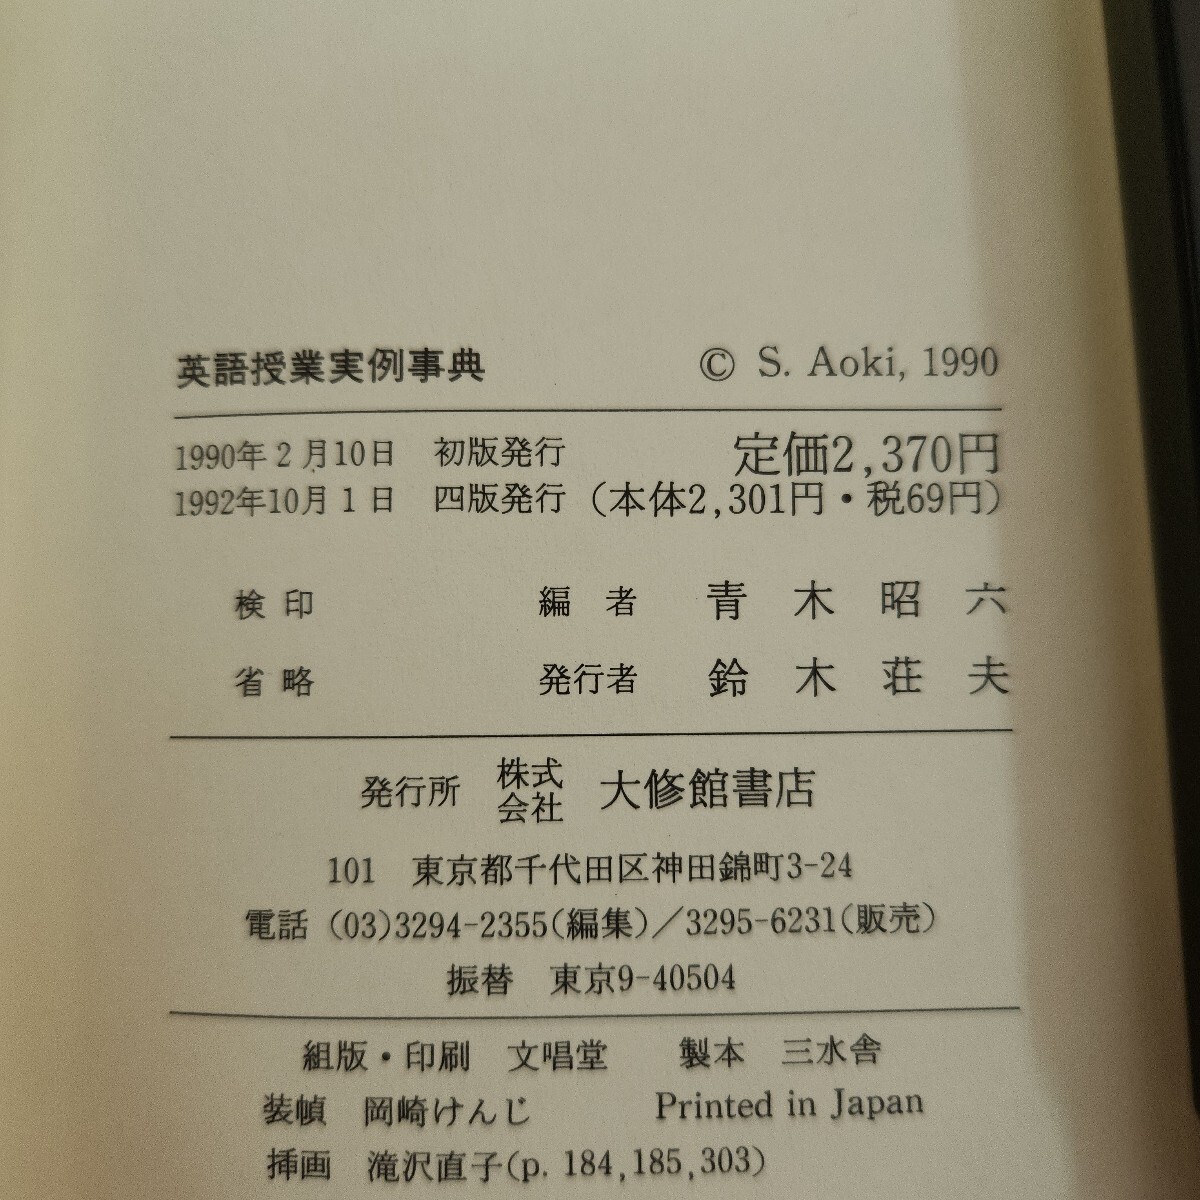 英語授業実例事典 © S. Aoki, 1990
1990年2月10日 初版発行 定価2,370円
1992年10月1日 四版発行 (本体2,301円・税69円)
検印 編者 青木昭六
省略 発行者 鈴木荘夫
発行所 株式会社 大修館書店
101 東京都千代田区神田錦町3-24
電話 (03)3294-2355(編集)／3295-6231(販売)
振替 東京9-40504
組版・印刷 文唱堂 製本 三水舎
装幀 岡崎けんじ Printed in Japan
挿画 滝沢直子(p. 184,185,303)